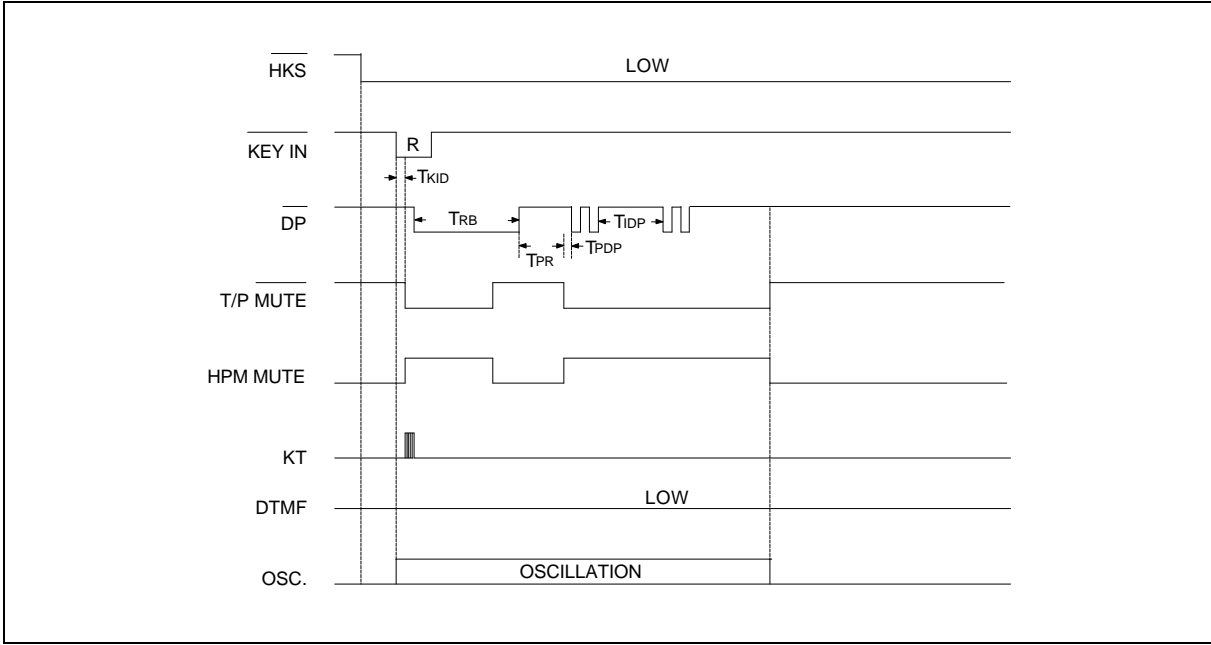 HKS
LOW
KEY IN
R
TKID
DP
TRB
TIDP
TPR
TPDP
T/P MUTE
HPM MUTE
KT
DTMF
LOW
OSC.
OSCILLATION